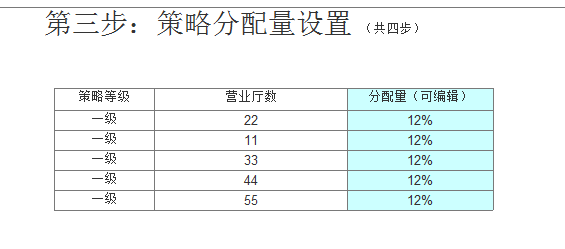 第三步：策略分配量设置（共四步）
策略等级 营业厅数 分配量（可编辑）
一级 22 12%
一级 11 12%
一级 33 12%
一级 44 12%
一级 55 12%